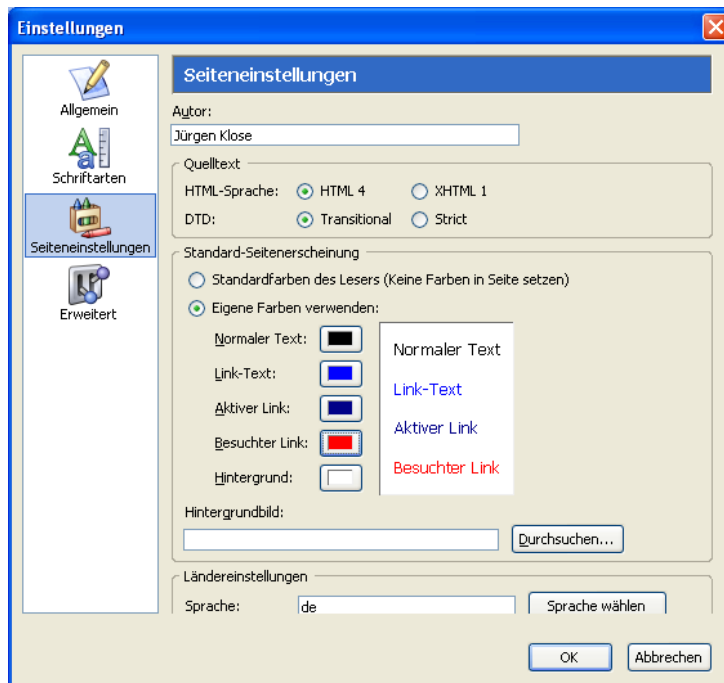 Einstellungen
Allgemein
Schriftarten
Seiteneinstellungen
Erweitert
Seiteneinstellungen
Autor:
Jürgen Klose
Quelltext
HTML-Sprache: HTML 4 XHTML 1
DTD: Transitional Strict
Standard-Seitenerscheinung
Standardfarben des Lesers (Keine Farben in Seite setzen)
Eigene Farben verwenden:
Normaler Text:
Link-Text:
Aktiver Link:
Besuchter Link:
Hintergrund:
Normaler Text
Link-Text
Aktiver Link
Besuchter Link
Hintergrundbild:
Durchsuchen...
Ländereinstellungen
Sprache: de Sprache wählen
OK Abbrechen